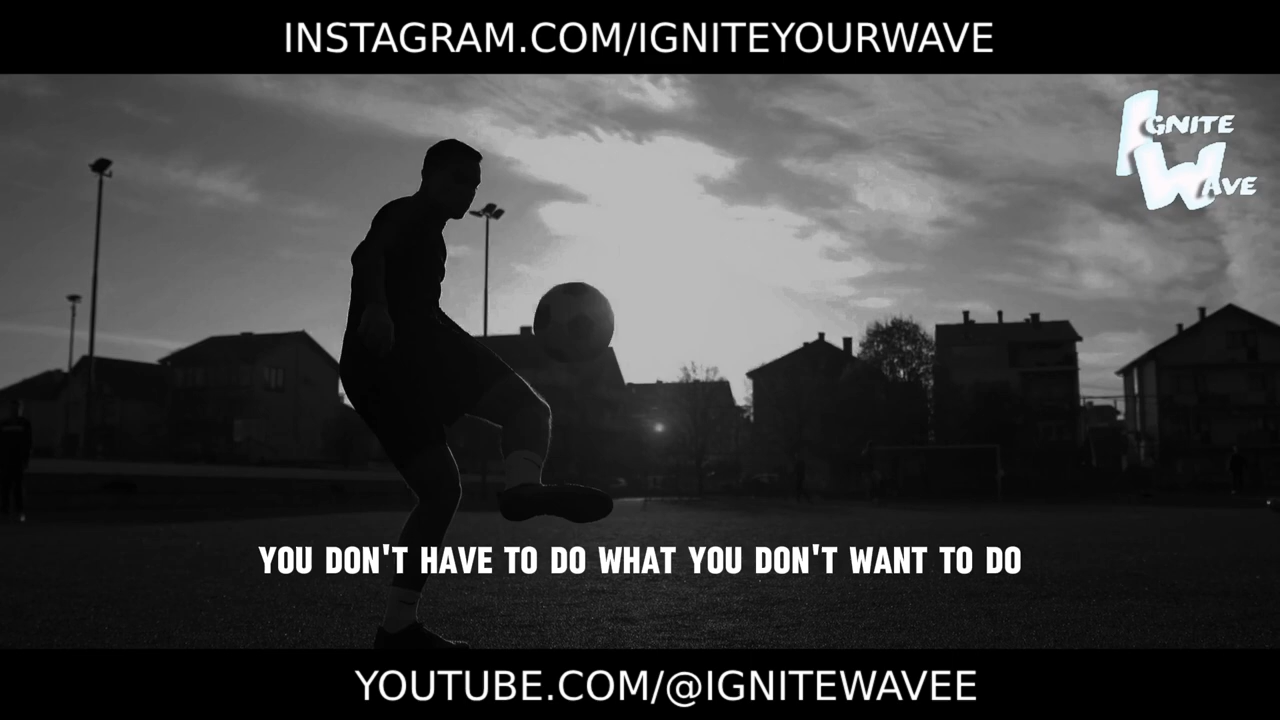 INSTAGRAM.COM/IGNITEYOURWAVE
IGNITE
WAVE
YOU DON'T HAVE TO DO WHAT YOU DON'T WANT TO DO
YOUTUBE.COM/@IGNITEWAVEE